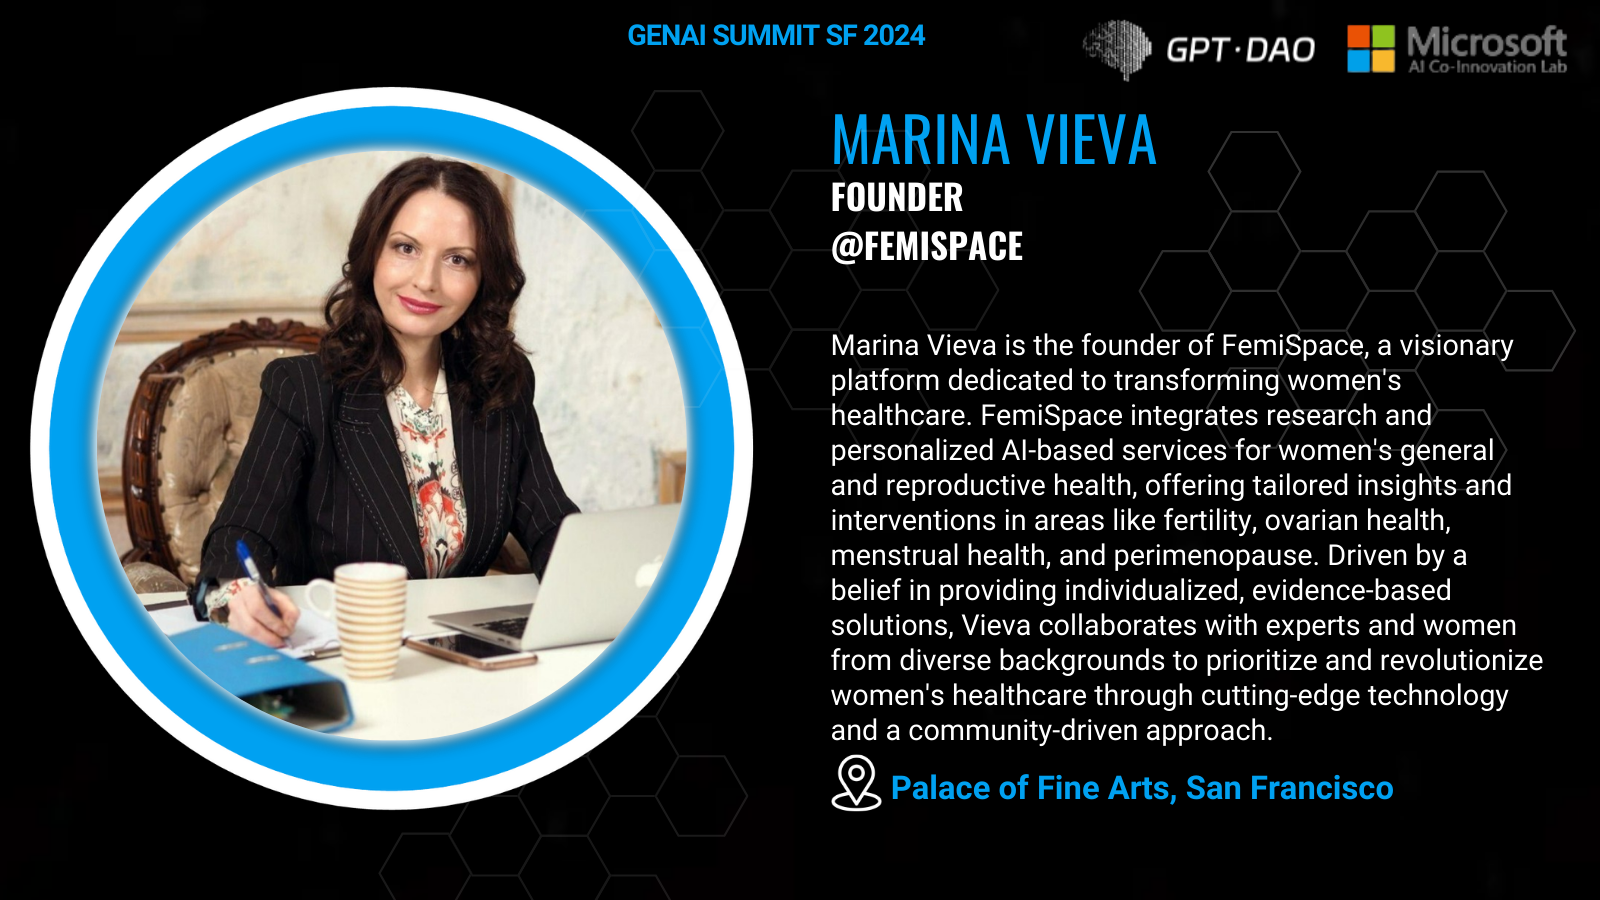 GENAI SUMMIT SF 2024
GPT·DAO
Microsoft
AI Co-Innovation Lab
MARINA VIEVA
FOUNDER
@FEMISPACE
Marina Vieva is the founder of FemiSpace, a visionary
platform dedicated to transforming women's
healthcare. FemiSpace integrates research and
personalized AI-based services for women's general
and reproductive health, offering tailored insights and
interventions in areas like fertility, ovarian health,
menstrual health, and perimenopause. Driven by a
belief in providing individualized, evidence-based
solutions, Vieva collaborates with experts and women
from diverse backgrounds to prioritize and revolutionize
women's healthcare through cutting-edge technology
and a community-driven approach.
Palace of Fine Arts, San Francisco